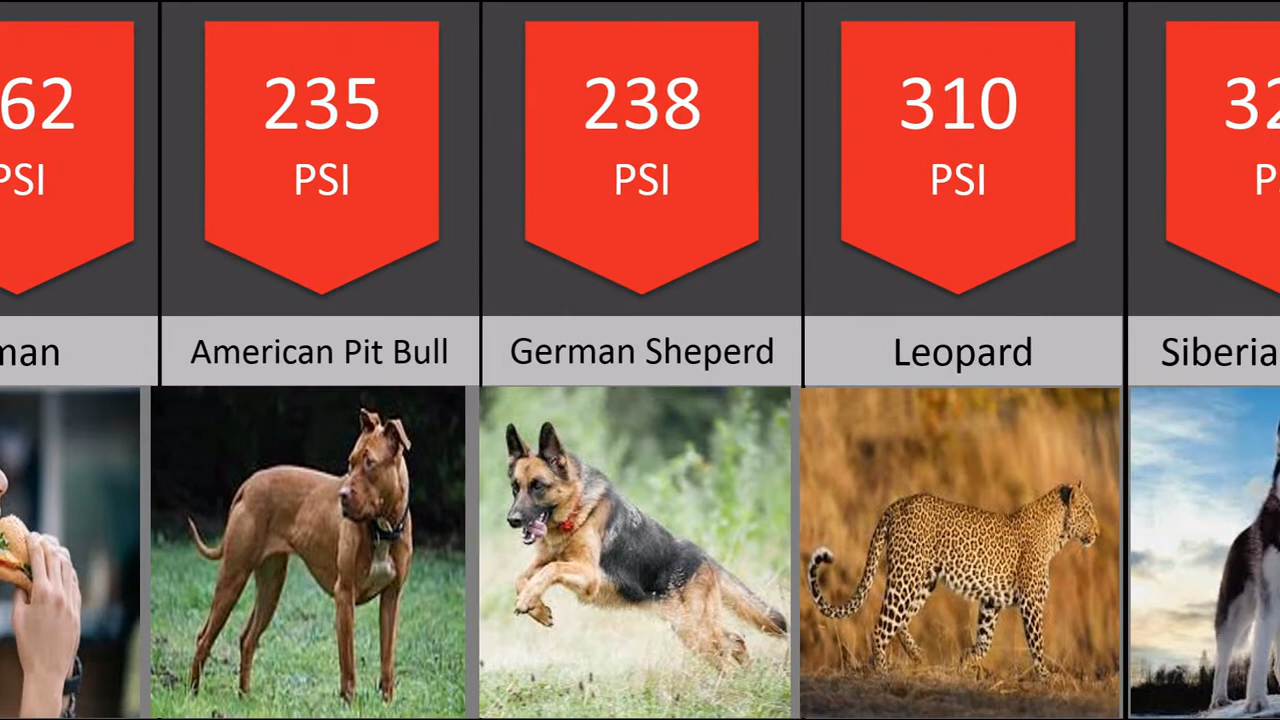 62
PSI
man
235
PSI
American Pit Bull
238
PSI
German Sheperd
310
PSI
Leopard
32
P
Siberia